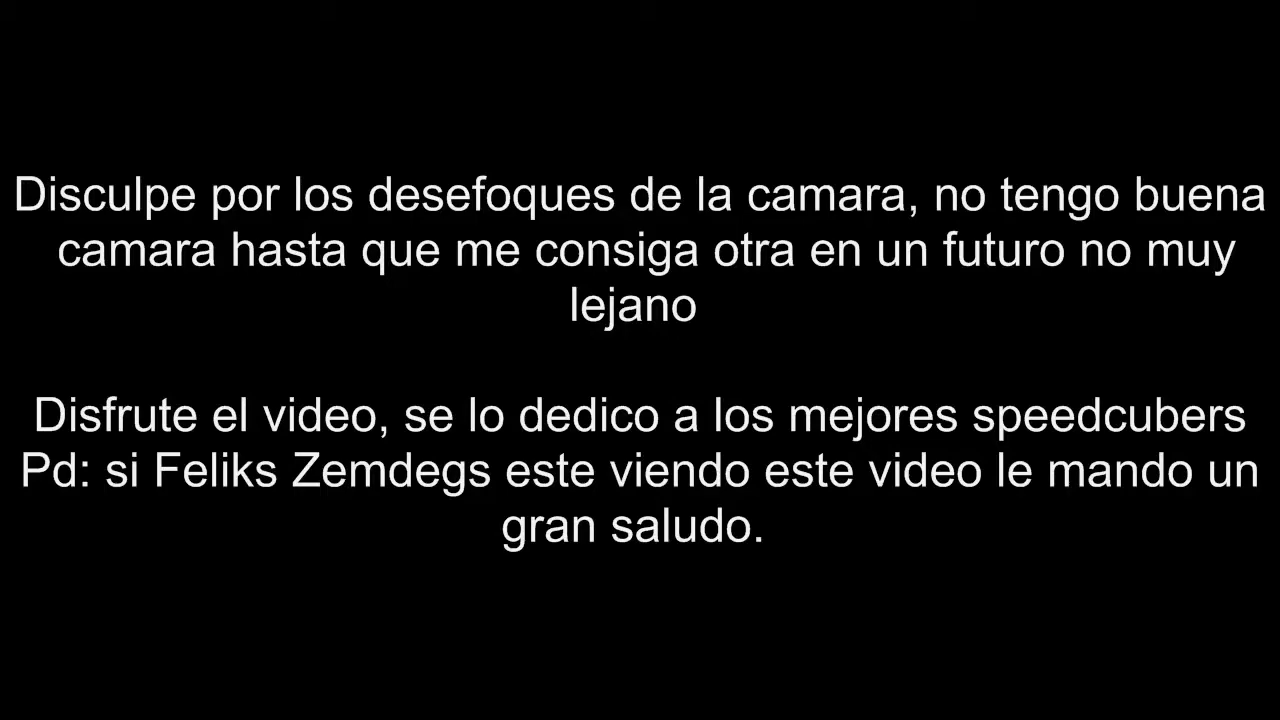 Disculpe por los desefoques de la camara, no tengo buena
camara hasta que me consiga otra en un futuro no muy
lejano
Disfrute el video, se lo dedico a los mejores speedcubers
Pd: si Feliks Zemdegs este viendo este video le mando un
gran saludo.